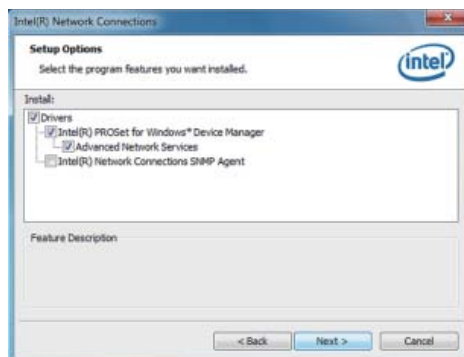 Intel(R) Network Connections
Setup Options
Select the program features you want installed.
intel
Install:
Drivers
Intel(R) PROSet for Windows* Device Manager
Advanced Network Services
Intel(R) Network Connections SNMP Agent
Feature Description
< Back
Next >
Cancel